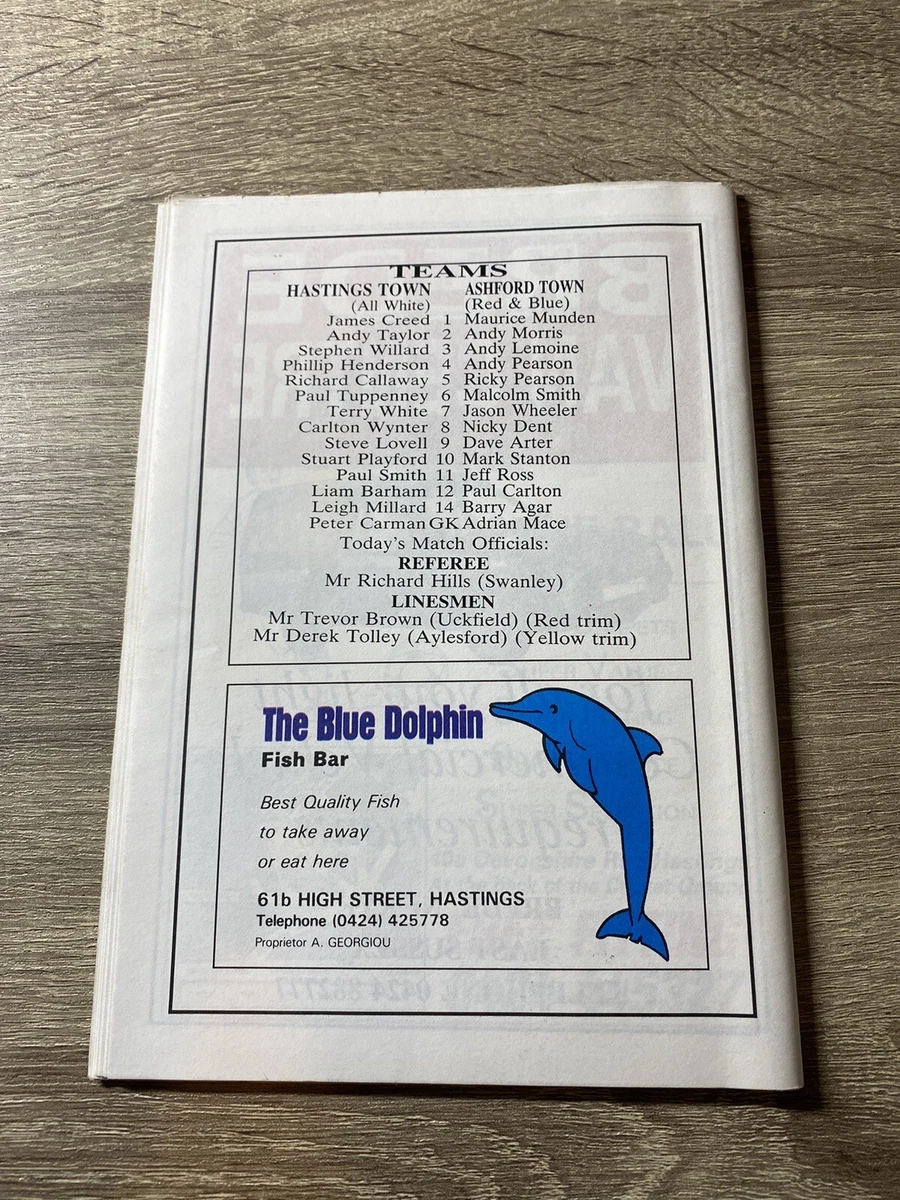 TEAMS
HASTINGS TOWN ASHFORD TOWN
(All White) (Red & Blue)
James Creed 1 Maurice Munden
Andy Taylor 2 Andy Morris
Stephen Willard 3 Andy Lemoine
Phillip Henderson 4 Andy Pearson
Richard Callaway 5 Ricky Pearson
Paul Tuppenney 6 Malcolm Smith
Terry White 7 Jason Wheeler
Carlton Wynter 8 Nicky Dent
Steve Lovell 9 Dave Arter
Stuart Playford 10 Mark Stanton
Paul Smith 11 Jeff Ross
Liam Barham 12 Paul Carlton
Leigh Millard 14 Barry Agar
Peter Carman GK Adrian Mace
Today's Match Officials:
REFEREE
Mr Richard Hills (Swanley)
LINESMEN
Mr Trevor Brown (Uckfield) (Red trim)
Mr Derek Tolley (Aylesford) (Yellow trim)
The Blue Dolphin
Fish Bar
Best Quality Fish
to take away
or eat here
61b HIGH STREET, HASTINGS
Telephone (0424) 425778
Proprietor A. GEORGIOU